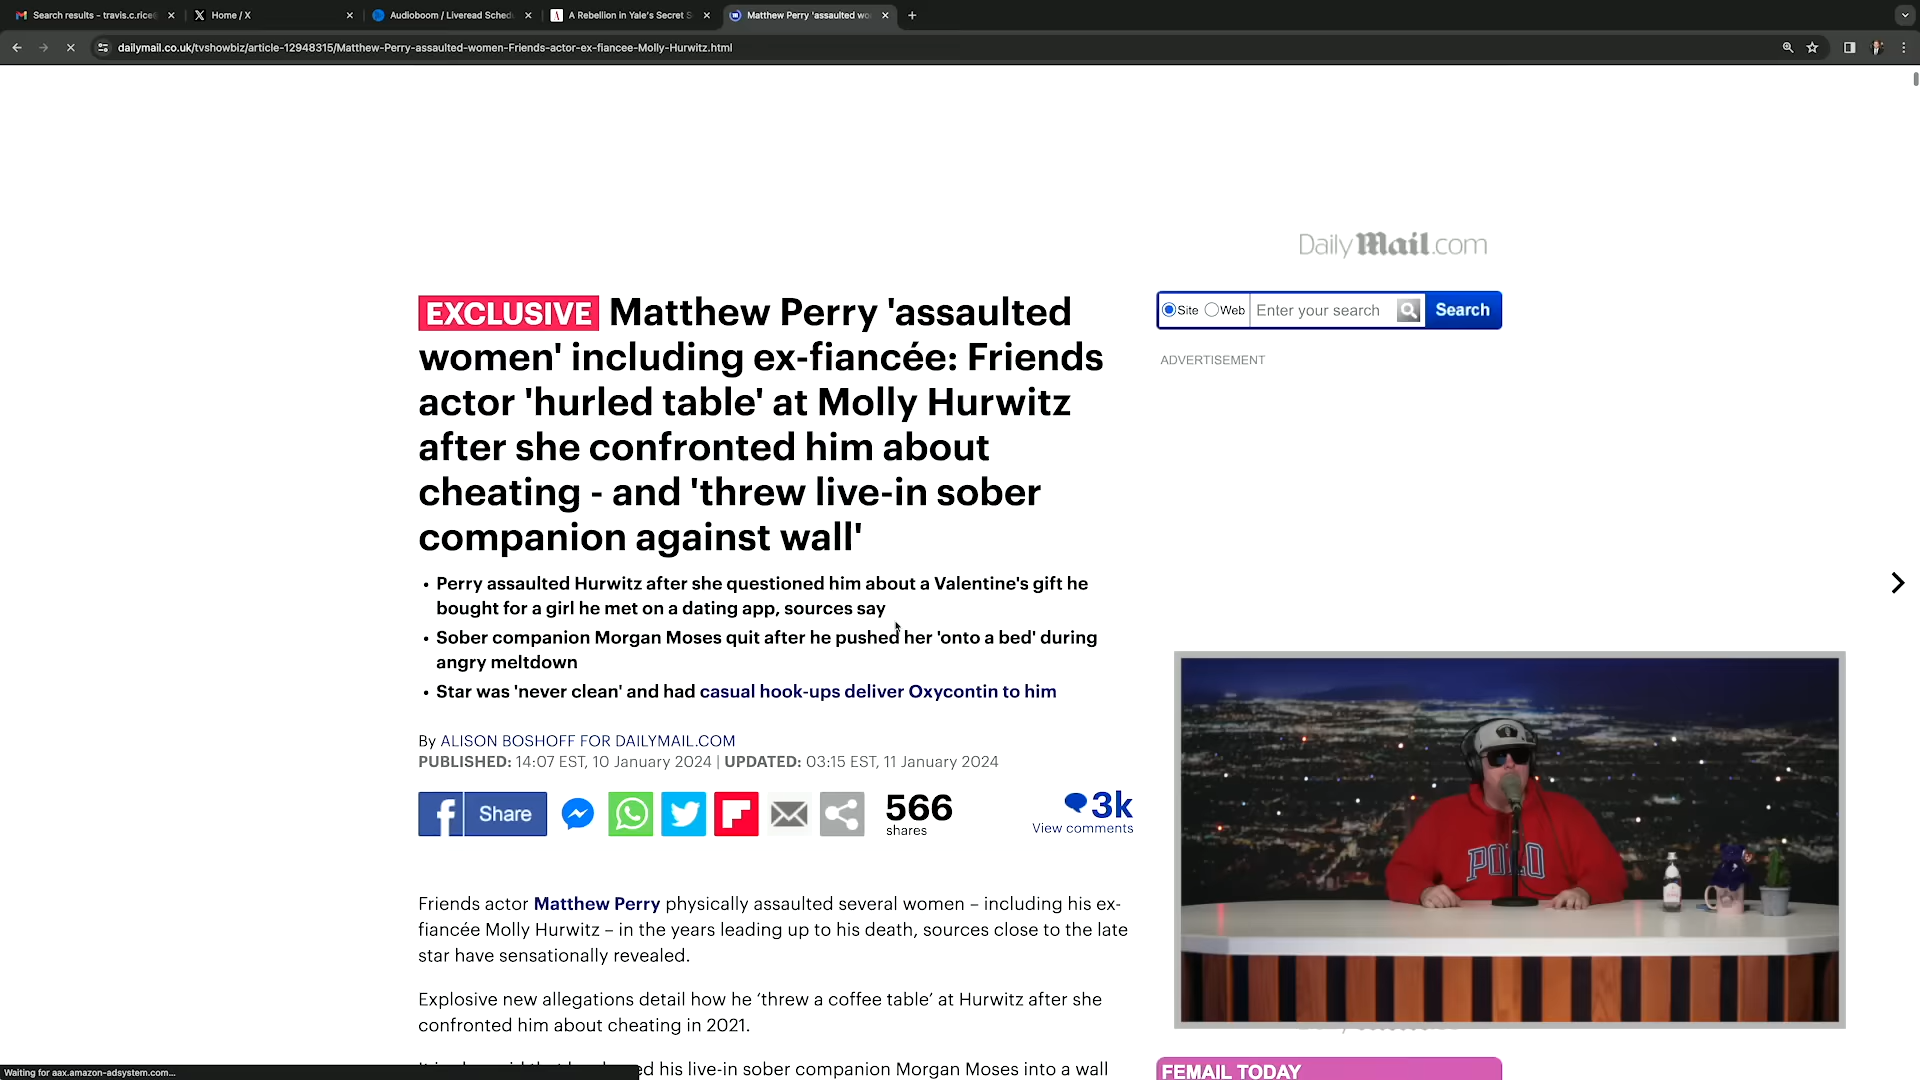 Search results - travis.c.rice
Home / X
Audioboom / Liveread Sched
A Rebellion in Yale's Secret S
Matthew Perry 'assaulted wo
dailymail.co.uk/tvshowbiz/article-12948315/Matthew-Perry-assaulted-women-Friends-actor-ex-fiancee-Molly-Hurwitz.html
Daily Mail.com
Site Web Enter your search Search
ADVERTISEMENT
EXCLUSIVE Matthew Perry 'assaulted
women' including ex-fiancée: Friends
actor 'hurled table' at Molly Hurwitz
after she confronted him about
cheating - and 'threw live-in sober
companion against wall'
• Perry assaulted Hurwitz after she questioned him about a Valentine's gift he
bought for a girl he met on a dating app, sources say
• Sober companion Morgan Moses quit after he pushed her 'onto a bed' during
angry meltdown
• Star was 'never clean' and had casual hook-ups deliver Oxycontin to him
By ALISON BOSHOFF FOR DAILYMAIL.COM
PUBLISHED: 14:07 EST, 10 January 2024 | UPDATED: 03:15 EST, 11 January 2024
f Share
566
shares
3k
View comments
Friends actor Matthew Perry physically assaulted several women – including his ex-
fiancée Molly Hurwitz – in the years leading up to his death, sources close to the late
star have sensationally revealed.
Explosive new allegations detail how he ‘threw a coffee table’ at Hurwitz after she
confronted him about cheating in 2021.
his live-in sober companion Morgan Moses into a wall
POLO
FEMAIL TODAY
Waiting for aax.amazon-adsystem.com...